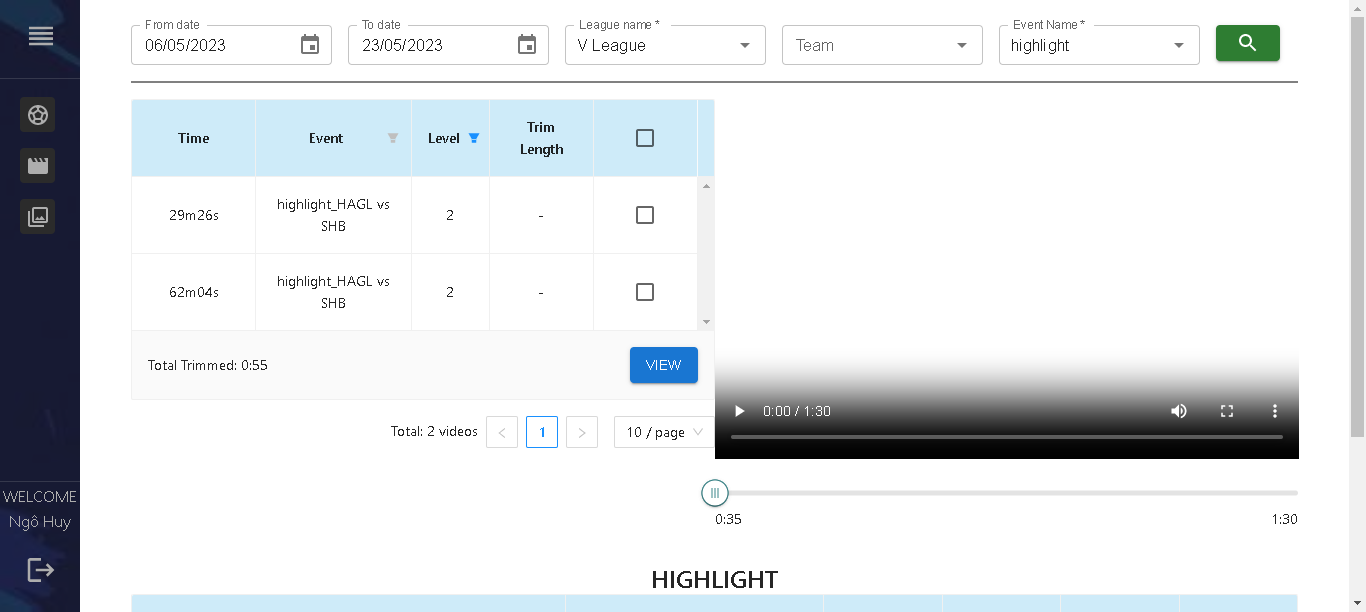 From date
To date
League name *
Event Name *
06/05/2023
23/05/2023
V League
Team
highlight
Time
Event
Level
Trim
Length
29m26s
highlight_HAGL vs
SHB
2
-
62m04s
highlight_HAGL vs
SHB
2
-
Total Trimmed: 0:55
VIEW
Total: 2 videos
<
1
>
10 / page
0:00 / 1:30
0:35
1:30
HIGHLIGHT
WELCOME
Ngô Huy